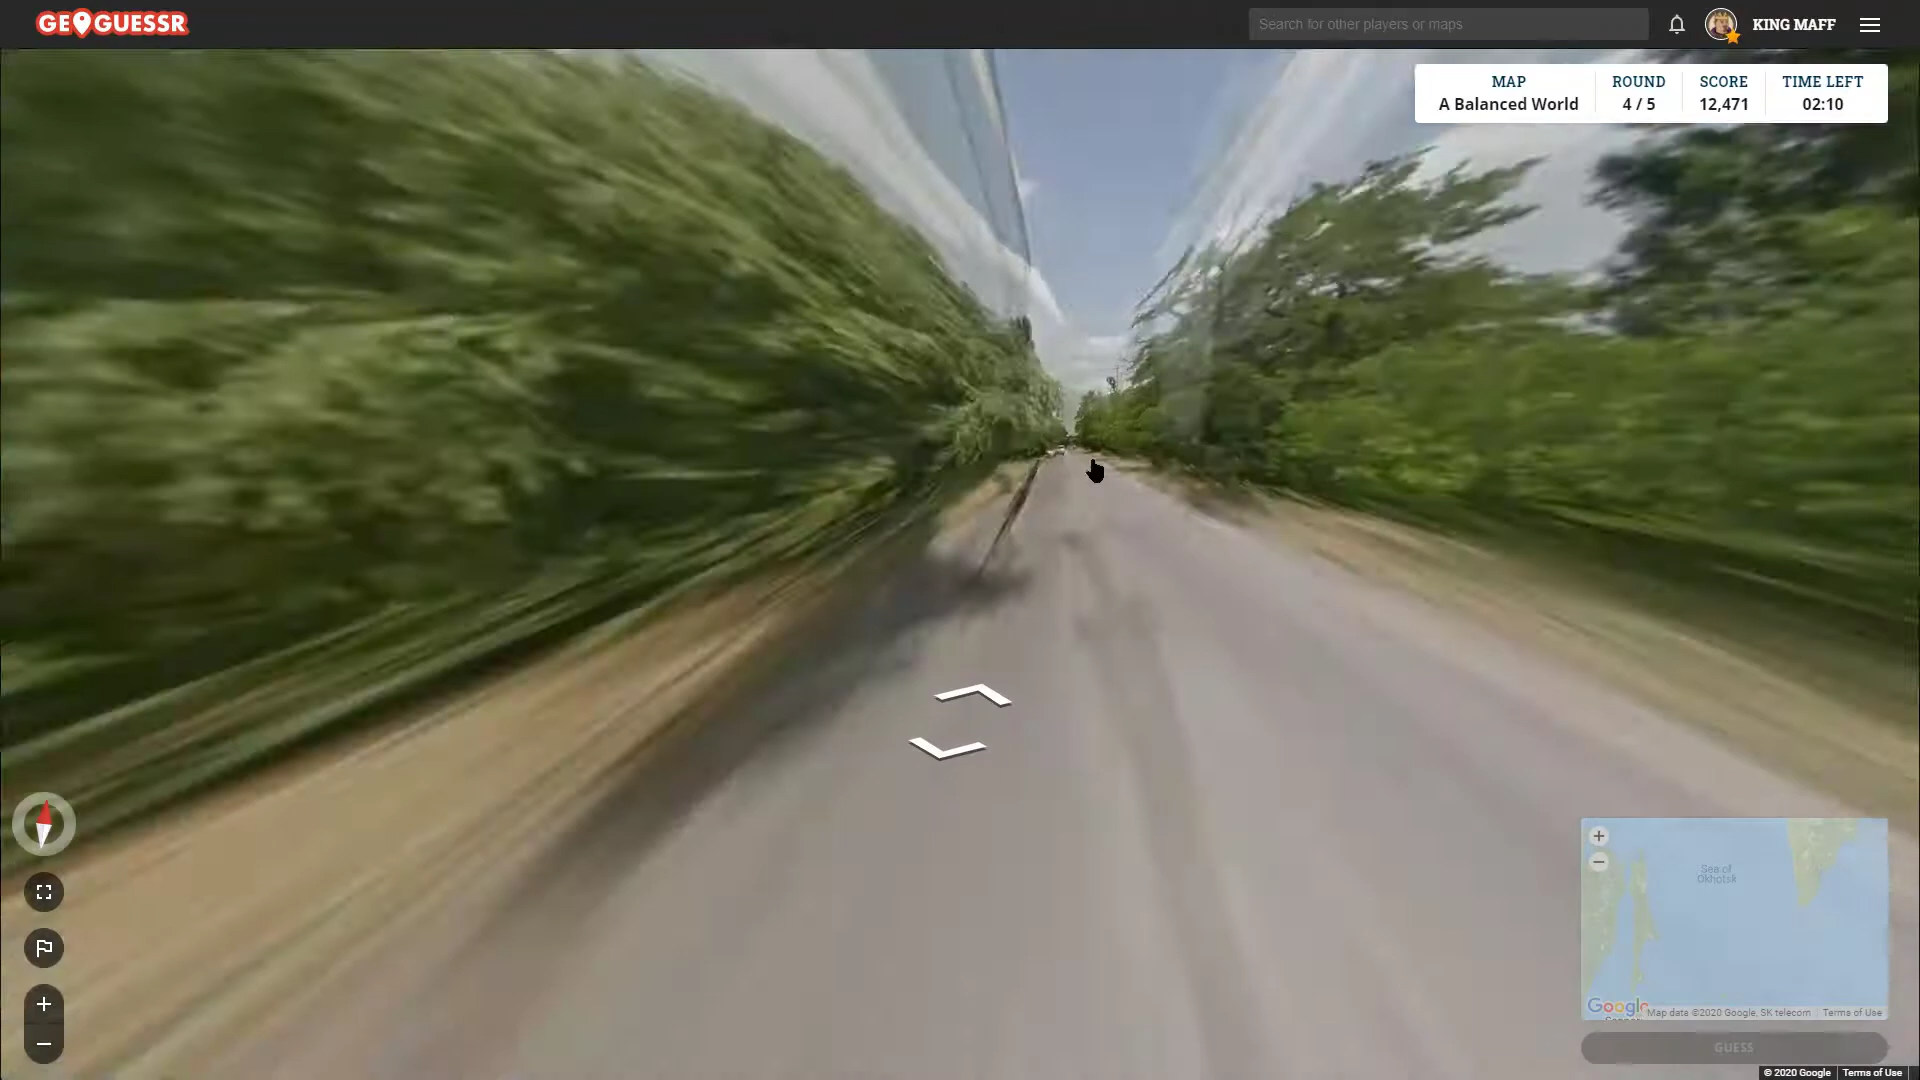 GEOGUESSR
Search for other players or maps
KING MAFF
MAP
A Balanced World
ROUND
4 / 5
SCORE
12,471
TIME LEFT
02:10
Sea of
Okhotsk
Google
Map data ©2020 Google, SK telecom
Terms of Use
GUESS
© 2020 Google
Terms of Use